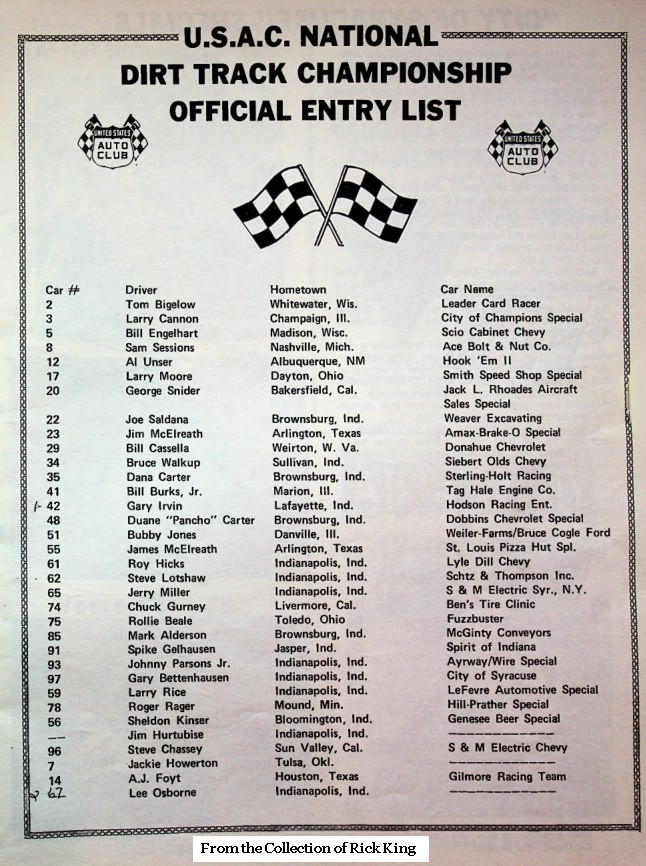 U.S.A.C. NATIONAL
DIRT TRACK CHAMPIONSHIP
OFFICIAL ENTRY LIST
UNITED STATES AUTO CLUB
UNITED STATES AUTO CLUB
Car # Driver Hometown Car Name
2 Tom Bigelow Whitewater, Wis. Leader Card Racer
3 Larry Cannon Champaign, Ill. City of Champions Special
5 Bill Engelhart Madison, Wisc. Scio Cabinet Chevy
8 Sam Sessions Nashville, Mich. Ace Bolt & Nut Co.
12 Al Unser Albuquerque, NM Hook 'Em II
17 Larry Moore Dayton, Ohio Smith Speed Shop Special
20 George Snider Bakersfield, Cal. Jack L. Rhoades Aircraft
Sales Special
22 Joe Saldana Brownsburg, Ind. Weaver Excavating
23 Jim McElreath Arlington, Texas Amax-Brake-O Special
29 Bill Cassella Weirton, W. Va. Donahue Chevrolet
34 Bruce Walkup Sullivan, Ind. Siebert Olds Chevy
35 Dana Carter Brownsburg, Ind. Sterling-Holt Racing
41 Bill Burks, Jr. Marion, Ill. Tag Hale Engine Co.
42 Gary Irvin Lafayette, Ind. Hodson Racing Ent.
48 Duane "Pancho" Carter Brownsburg, Ind. Dobbins Chevrolet Special
51 Bubby Jones Danville, Ill. Weiler-Farms/Bruce Cogle Ford
55 James McElreath Arlington, Texas St. Louis Pizza Hut Spl.
61 Roy Hicks Indianapolis, Ind. Lyle Dill Chevy
62 Steve Lotshaw Indianapolis, Ind. Schtz & Thompson Inc.
65 Jerry Miller Indianapolis, Ind. S & M Electric Syr., N.Y.
74 Chuck Gurney Livermore, Cal. Ben's Tire Clinic
75 Rollie Beale Toledo, Ohio Fuzzbuster
85 Mark Alderson Brownsburg, Ind. McGinty Conveyors
91 Spike Gelhausen Jasper, Ind. Spirit of Indiana
93 Johnny Parsons Jr. Indianapolis, Ind. Ayrway/Wire Special
97 Gary Bettenhausen Indianapolis, Ind. City of Syracuse
59 Larry Rice Indianapolis, Ind. LeFevre Automotive Special
78 Roger Rager Mound, Min. Hill-Prather Special
56 Sheldon Kinser Bloomington, Ind. Genesee Beer Special
—— Jim Hurtubise Indianapolis, Ind. ——————————
96 Steve Chassey Sun Valley, Cal. S & M Electric Chevy
7 Jackie Howerton Tulsa, Okl. ——————————
14 A.J. Foyt Houston, Texas Gilmore Racing Team
62 Lee Osborne Indianapolis, Ind. ——————————
From the Collection of Rick King